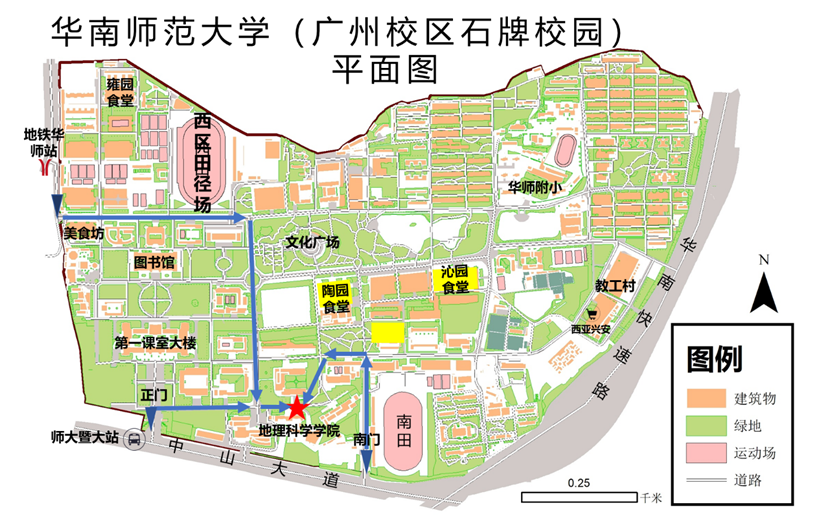 华南师范大学（广州校区石牌校园）
平面图
雍园
食堂
西区田径场
地铁华
师站
华师附小
美食坊
文化广场
图书馆
沁园
食堂
陶园
食堂
教工村
西亚兴安
第一课室大楼
正门
地理科学学院
南门
南田
师大暨大站
中山大道
华南快速路
N
图例
建筑物
绿地
运动场
道路
0.25
千米